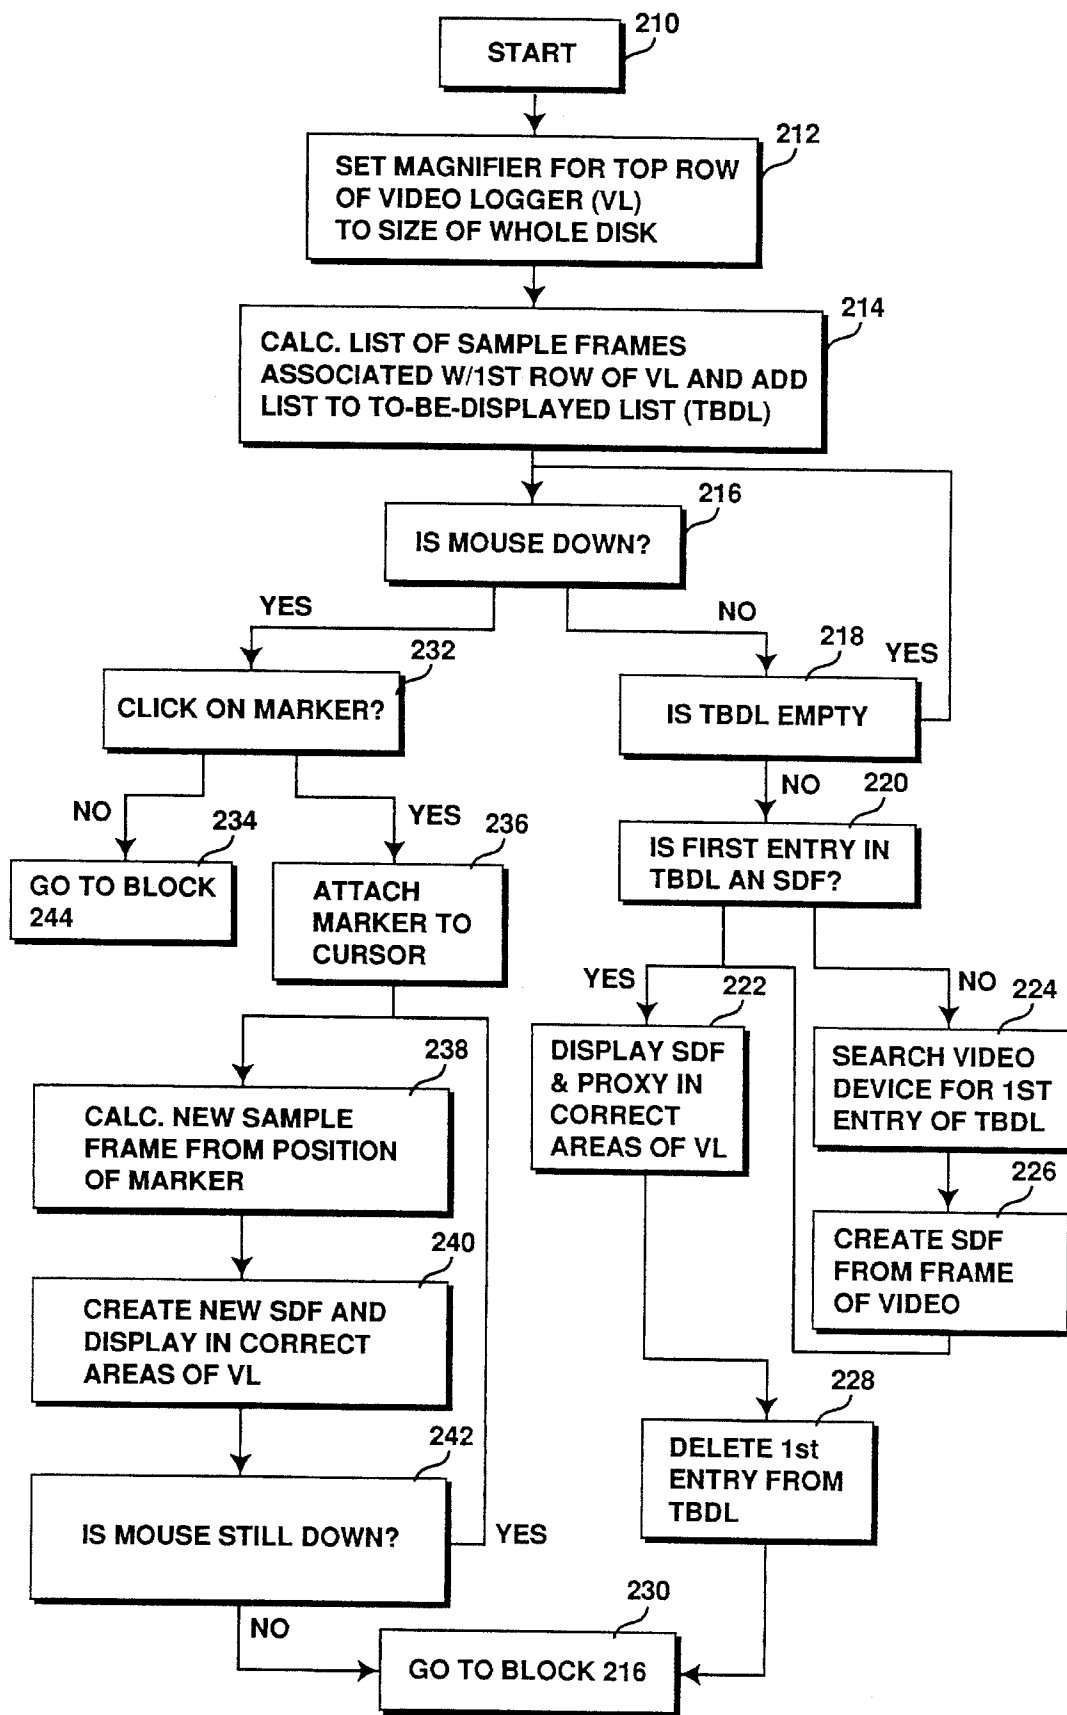 210
START
212
SET MAGNIFIER FOR TOP ROW
OF VIDEO LOGGER (VL)
TO SIZE OF WHOLE DISK
214
CALC. LIST OF SAMPLE FRAMES
ASSOCIATED W/1ST ROW OF VL AND ADD
LIST TO TO-BE-DISPLAYED LIST (TBDL)
216
IS MOUSE DOWN?
YES
NO
232
CLICK ON MARKER?
218
YES
IS TBDL EMPTY
NO
NO
YES
234
GO TO BLOCK
244
236
ATTACH
MARKER TO
CURSOR
220
IS FIRST ENTRY IN
TBDL AN SDF?
YES
NO
222
DISPLAY SDF
& PROXY IN
CORRECT
AREAS OF VL
224
SEARCH VIDEO
DEVICE FOR 1ST
ENTRY OF TBDL
226
CREATE SDF
FROM FRAME
OF VIDEO
238
CALC. NEW SAMPLE
FRAME FROM POSITION
OF MARKER
240
CREATE NEW SDF AND
DISPLAY IN CORRECT
AREAS OF VL
242
IS MOUSE STILL DOWN?
YES
NO
228
DELETE 1st
ENTRY FROM
TBDL
230
GO TO BLOCK 216